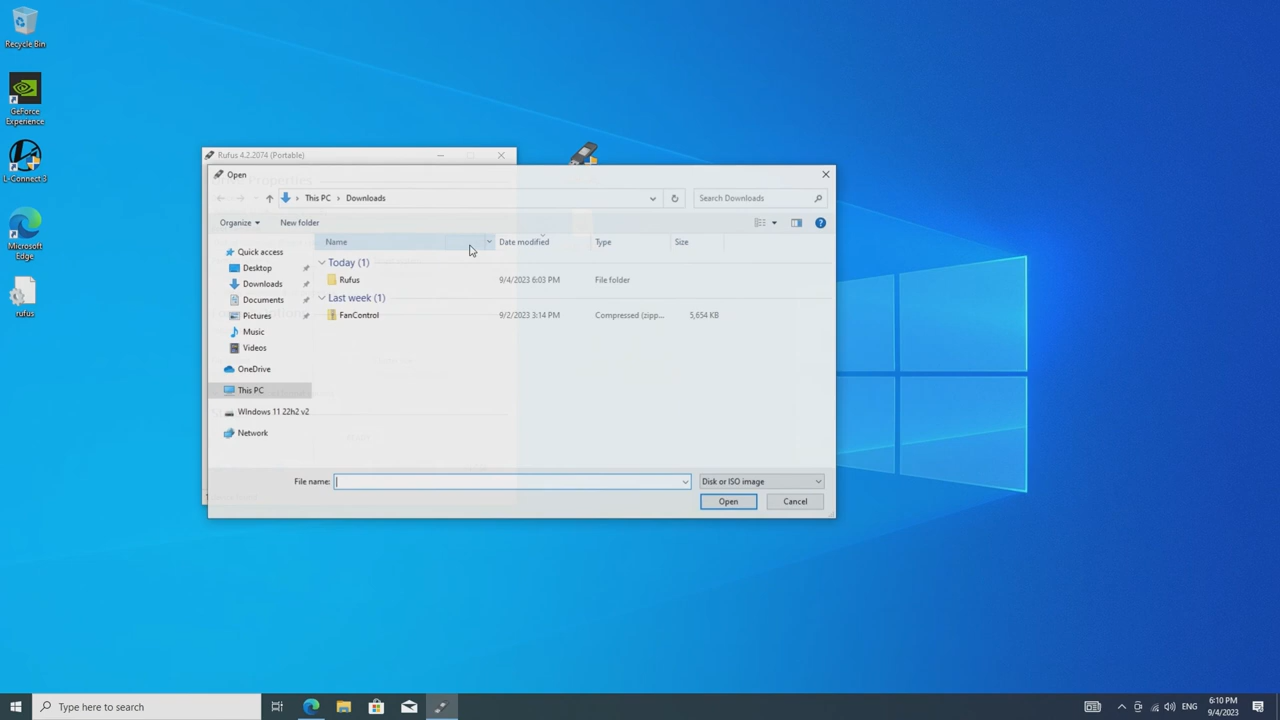 Recycle Bin
GeForce
Experience
L-Connect 3
Microsoft
Edge
rufus
Rufus 4.2.2074 (Portable)
Open
This PC
Downloads
Search Downloads
Organize
New folder
Name
Date modified
Type
Size
Quick access
Desktop
Downloads
Documents
Pictures
Music
Videos
OneDrive
This PC
WIndows 11 22h2 v2
Network
Today (1)
Rufus
9/4/2023 6:03 PM
File folder
Last week (1)
FanControl
9/2/2023 3:14 PM
Compressed (zipp...
5,654 KB
File name:
Disk or ISO image
Open
Cancel
Type here to search
ENG
6:10 PM
9/4/2023